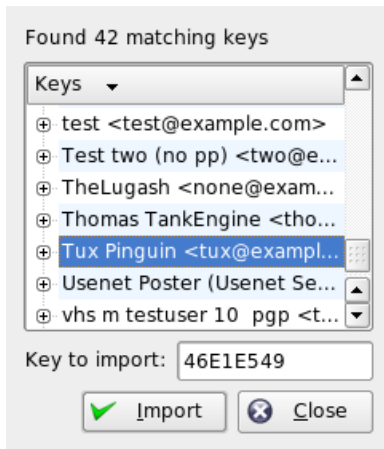 Found 42 matching keys
Keys
test <test@example.com>
Test two (no pp) <two@e...
TheLugash <none@exam...
Thomas TankEngine <tho...
Tux Pinguin <tux@exampl...
Usenet Poster (Usenet Se...
vhs m testuser 10 pgp <t...
Key to import: 46E1E549
Import Close